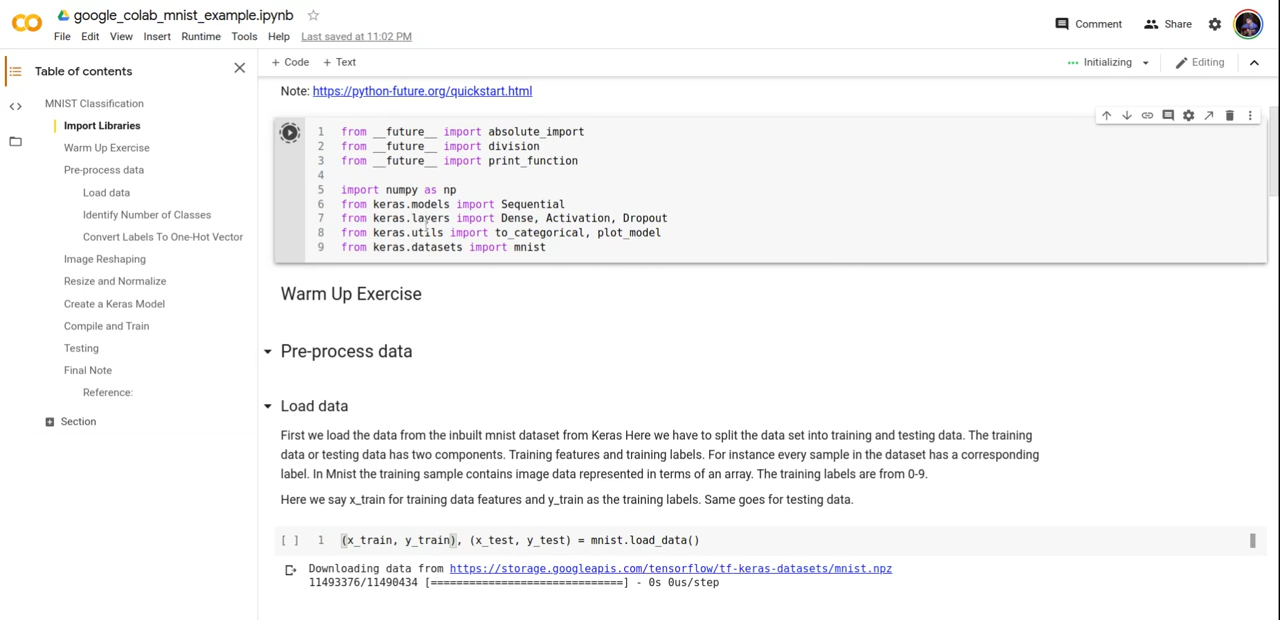 google_colab_mnist_example.ipynb
File Edit View Insert Runtime Tools Help Last saved at 11:02 PM
Comment Share
Table of contents
MNIST Classification
Import Libraries
Warm Up Exercise
Pre-process data
Load data
Identify Number of Classes
Convert Labels To One-Hot Vector
Image Reshaping
Resize and Normalize
Create a Keras Model
Compile and Train
Testing
Final Note
Reference:
Section
+ Code + Text
Initializing Editing
Note: https://python-future.org/quickstart.html
1 from __future__ import absolute_import
2 from __future__ import division
3 from __future__ import print_function
4
5 import numpy as np
6 from keras.models import Sequential
7 from keras.layers import Dense, Activation, Dropout
8 from keras.utils import to_categorical, plot_model
9 from keras.datasets import mnist
Warm Up Exercise
Pre-process data
Load data
First we load the data from the inbuilt mnist dataset from Keras Here we have to split the data set into training and testing data. The training
data or testing data has two components. Training features and training labels. For instance every sample in the dataset has a corresponding
label. In Mnist the training sample contains image data represented in terms of an array. The training labels are from 0-9.
Here we say x_train for training data features and y_train as the training labels. Same goes for testing data.
[ ] 1 (x_train, y_train), (x_test, y_test) = mnist.load_data()
Downloading data from https://storage.googleapis.com/tensorflow/tf-keras-datasets/mnist.npz
11493376/11490434 [==============================] - 0s 0us/step